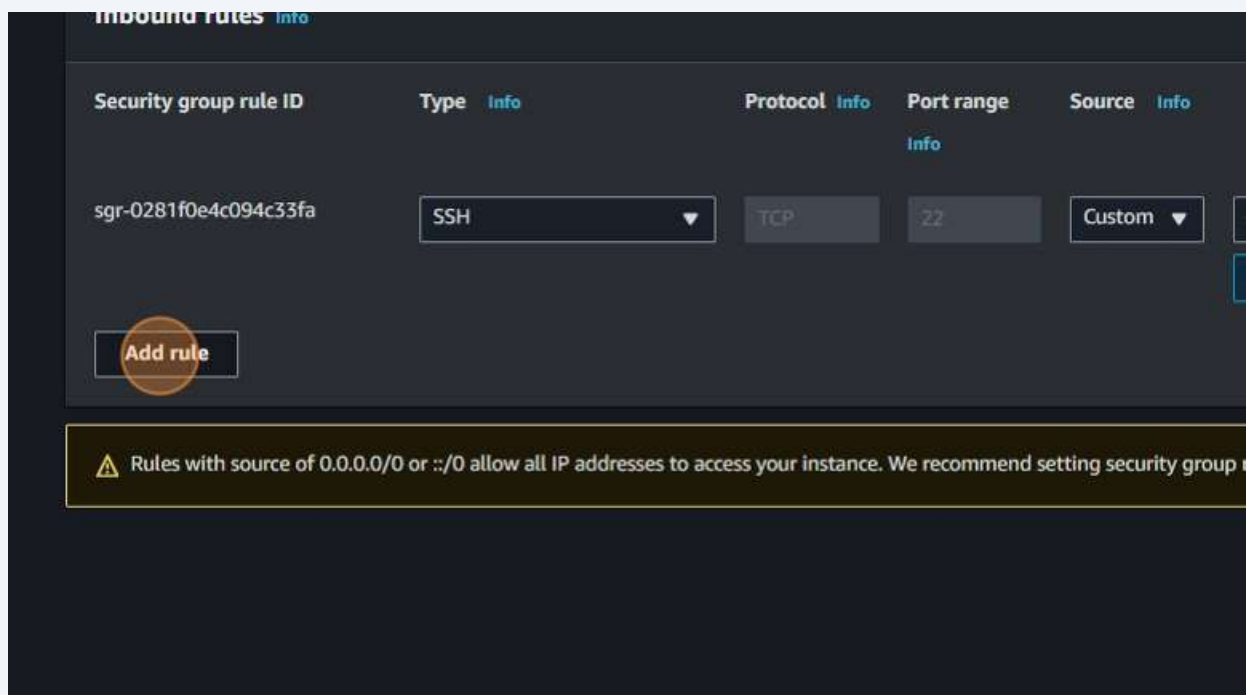 Inbound rules Info
Security group rule ID Type Info Protocol Info Port range Info Source Info
sgr-0281f0e4c094c33fa SSH TCP 22 Custom
Add rule
Rules with source of 0.0.0.0/0 or ::/0 allow all IP addresses to access your instance. We recommend setting security group